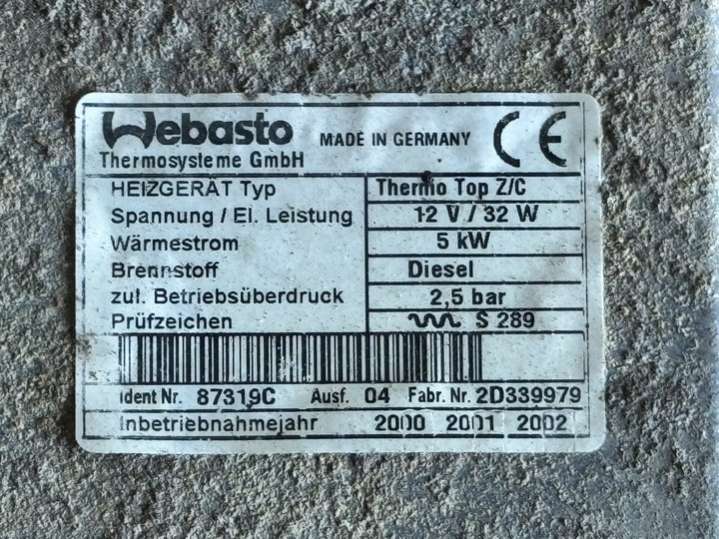 Webasto MADE IN GERMANY CE
Thermosysteme GmbH
HEIZGERÄT Typ Thermo Top Z/C
Spannung / El. Leistung 12 V / 32 W
Wärmestrom 5 kW
Brennstoff Diesel
zul. Betriebsüberdruck 2,5 bar
Prüfzeichen S 289
Ident Nr. 87319C Ausf. 04 Fabr. Nr. 2D339979
Inbetriebnahmejahr 2000 2001 2002